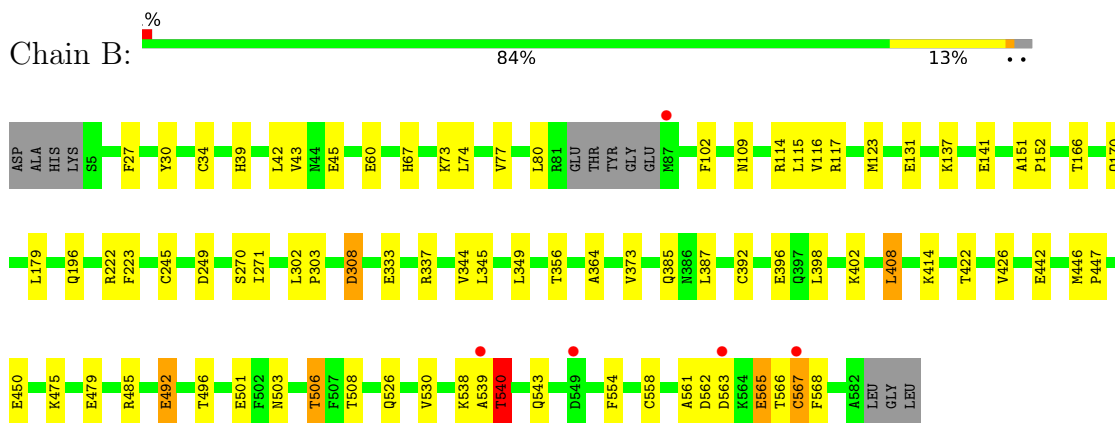 %
Chain B:
84% 13% • •
ASP ALA HIS LYS S5 F27 Y30 C34 H39 L42 V43 N44 E45 E60 H67 K73 L74 V77 L80 R81 GLU THR TYR GLY GLU M87 F102 N109 R114 L115 V116 R117 M123 E131 K137 E141 A151 P152 T166
L179 Q196 R222 F223 C245 D249 S270 I271 L302 P303 D308 E333 R337 V344 L345 L349 T356 A364 V373 Q385 N386 L387 C392 E396 Q397 L398 K402 L408 K414 T422 V426 E442 M446 P447
E450 K475 E479 R485 E492 T496 E501 F502 N503 T506 F507 T508 Q526 V530 K538 A539 T540 Q543 D549 F554 C558 A561 D562 D563 K564 E565 T566 C567 F568 A582 LEU GLY LEU